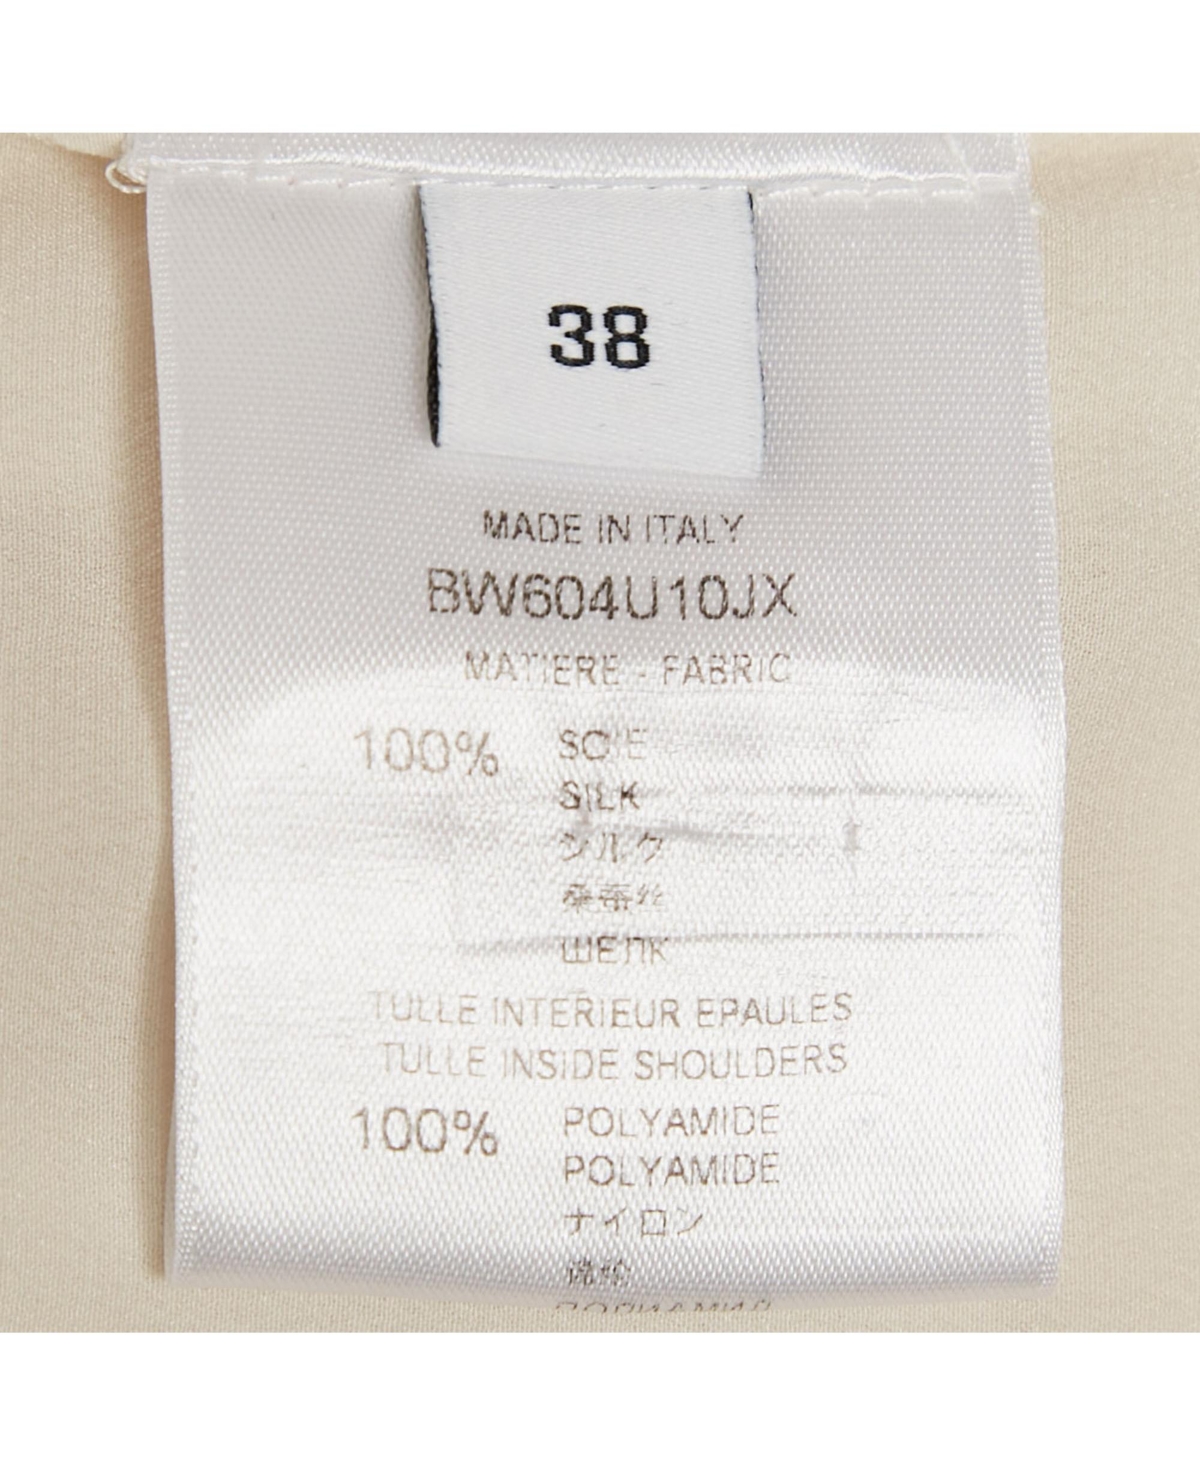 38
MADE IN ITALY
BW604U10JX
MATIERE - FABRIC
100% SOIE
SILK
シルク
桑蚕丝
ШЕЛК
TULLE INTERIEUR EPAULES
TULLE INSIDE SHOULDERS
100% POLYAMIDE
POLYAMIDE
ナイロン